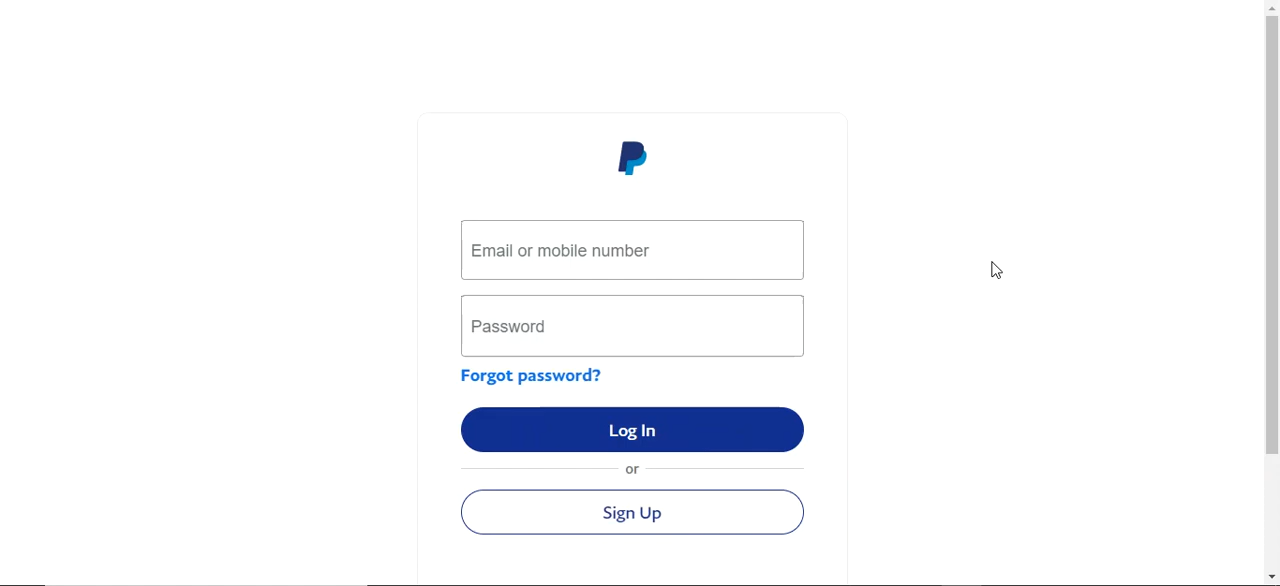 Email or mobile number
Password
Forgot password?
Log In
or
Sign Up